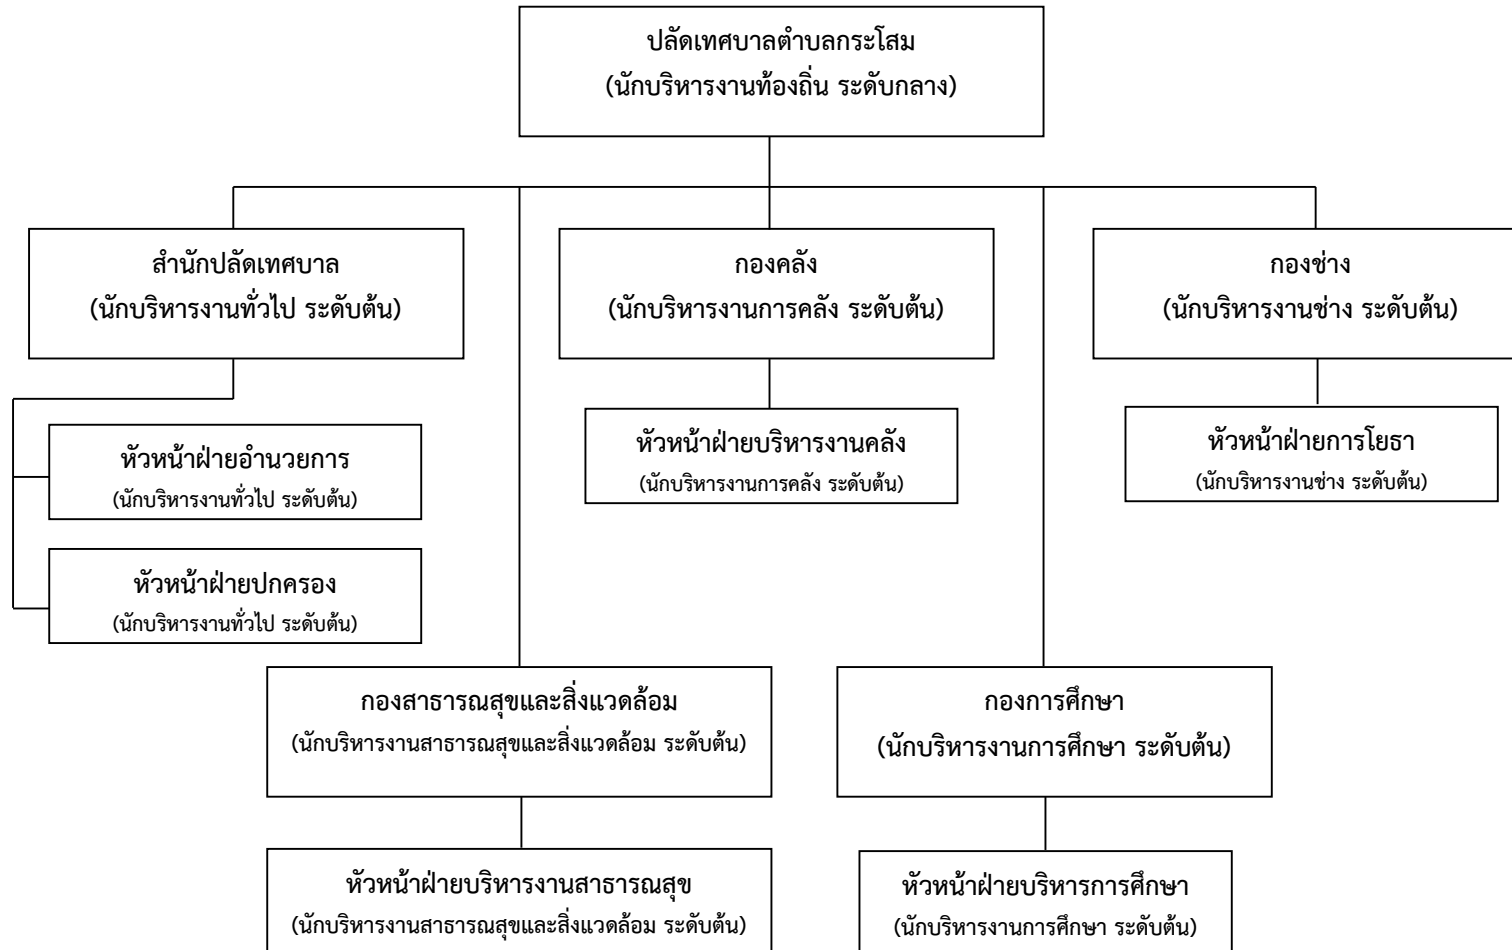 ปลัดเทศบาลตำบลกระโสม
(นักบริหารงานท้องถิ่น ระดับกลาง)
สำนักปลัดเทศบาล
(นักบริหารงานทั่วไป ระดับต้น)
กองคลัง
(นักบริหารงานการคลัง ระดับต้น)
กองช่าง
(นักบริหารงานช่าง ระดับต้น)
หัวหน้าฝ่ายอำนวยการ
(นักบริหารงานทั่วไป ระดับต้น)
หัวหน้าฝ่ายบริหารงานคลัง
(นักบริหารงานการคลัง ระดับต้น)
หัวหน้าฝ่ายการโยธา
(นักบริหารงานช่าง ระดับต้น)
หัวหน้าฝ่ายปกครอง
(นักบริหารงานทั่วไป ระดับต้น)
กองสาธารณสุขและสิ่งแวดล้อม
(นักบริหารงานสาธารณสุขและสิ่งแวดล้อม ระดับต้น)
กองการศึกษา
(นักบริหารงานการศึกษา ระดับต้น)
หัวหน้าฝ่ายบริหารงานสาธารณสุข
(นักบริหารงานสาธารณสุขและสิ่งแวดล้อม ระดับต้น)
หัวหน้าฝ่ายบริหารการศึกษา
(นักบริหารงานการศึกษา ระดับต้น)